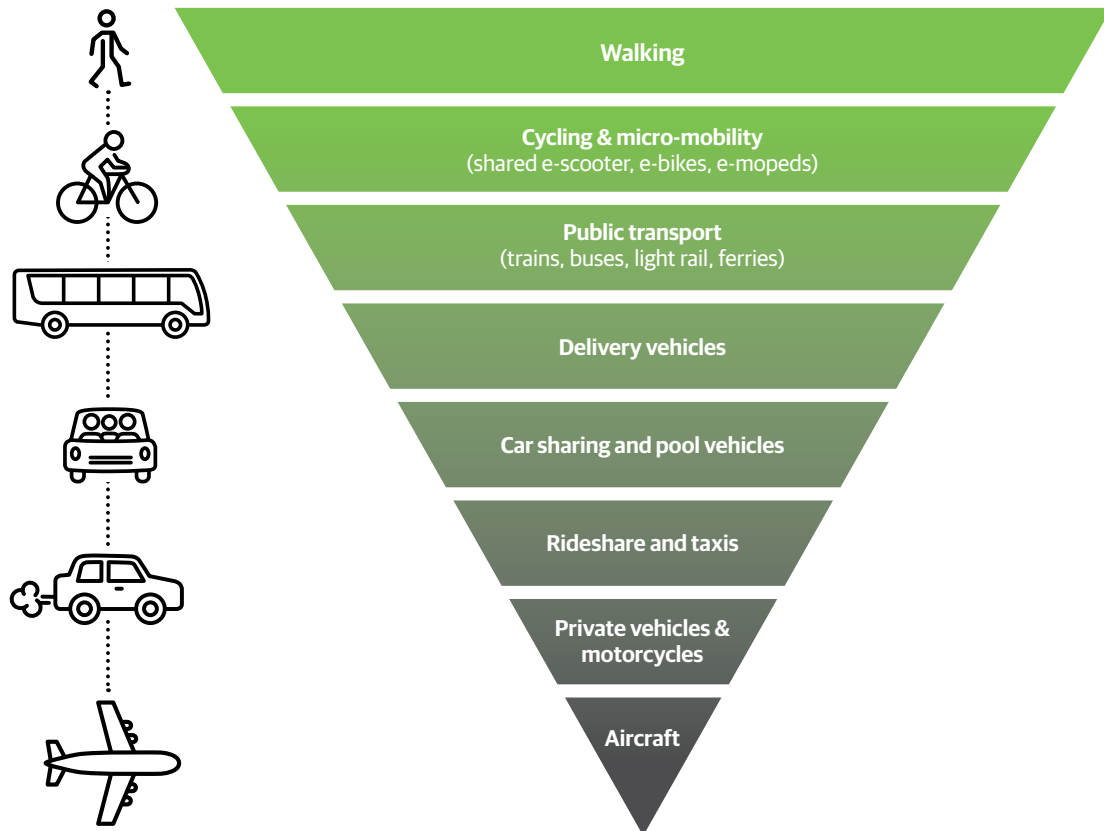 Walking
Cycling & micro-mobility
(shared e-scooter, e-bikes, e-mopeds)
Public transport
(trains, buses, light rail, ferries)
Delivery vehicles
Car sharing and pool vehicles
Rideshare and taxis
Private vehicles &
motorcycles
Aircraft